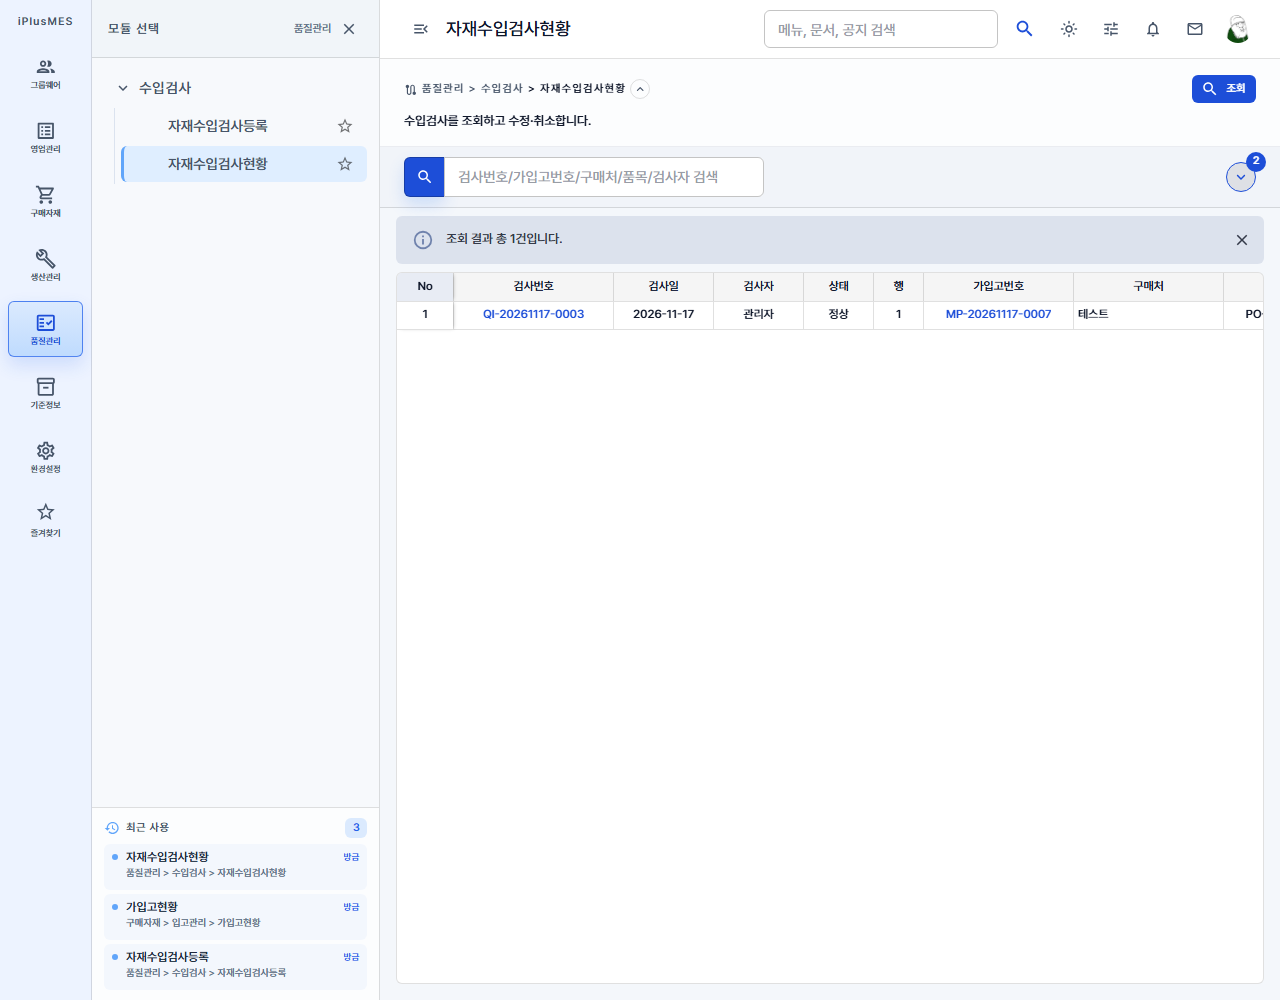 iPlusMES
그룹웨어
영업관리
구매자재
생산관리
품질관리
기준정보
환경설정
즐겨찾기
모듈 선택
품질관리
수입검사
자재수입검사등록
자재수입검사현황
최근 사용
3
자재수입검사현황
방금
품질관리 > 수입검사 > 자재수입검사현황
가입고현황
방금
구매자재 > 입고관리 > 가입고현황
자재수입검사등록
방금
품질관리 > 수입검사 > 자재수입검사등록
자재수입검사현황
메뉴, 문서, 공지 검색
품질관리 > 수입검사 > 자재수입검사현황
조회
수입검사를 조회하고 수정·취소합니다.
검사번호/가입고번호/구매처/품목/검사자 검색
2
조회 결과 총 1건입니다.
No 검사번호 검사일 검사자 상태 행 가입고번호 구매처
1 QI-20261117-0003 2026-11-17 관리자 정상 1 MP-20261117-0007 테스트 PO-